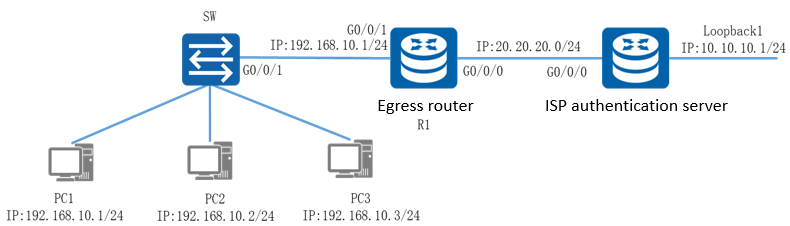 SW
G0/0/1
IP:192.168.10.1/24
G0/0/1
Egress router
R1
IP:20.20.20.0/24
G0/0/0
G0/0/0
ISP authentication server
Loopback1
IP:10.10.10.1/24
PC1
IP:192.168.10.1/24
PC2
IP:192.168.10.2/24
PC3
IP:192.168.10.3/24